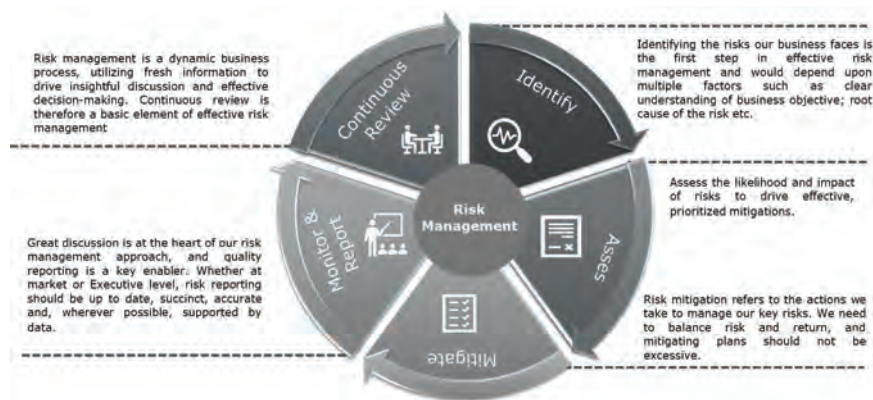 Risk management is a dynamic business
process, utilizing fresh information to
drive insightful discussion and effective
decision-making. Continuous review is
therefore a basic element of effective risk
management
Continuous
Review
Identify
Identifying the risks our business faces is
the first step in effective risk
management and would depend upon
multiple factors such as clear
understanding of business objective; root
cause of the risk etc.
Assess the likelihood and impact
of risks to drive effective,
prioritized mitigations.
Risk
Management
Monitor &
Report
Asses
Great discussion is at the heart of our risk
management approach, and quality
reporting is a key enabler. Whether at
market or Executive level, risk reporting
should be up to date, succinct, accurate
and, wherever possible, supported by
data.
Mitigate
Risk mitigation refers to the actions we
take to manage our key risks. We need
to balance risk and return, and
mitigating plans should not be
excessive.